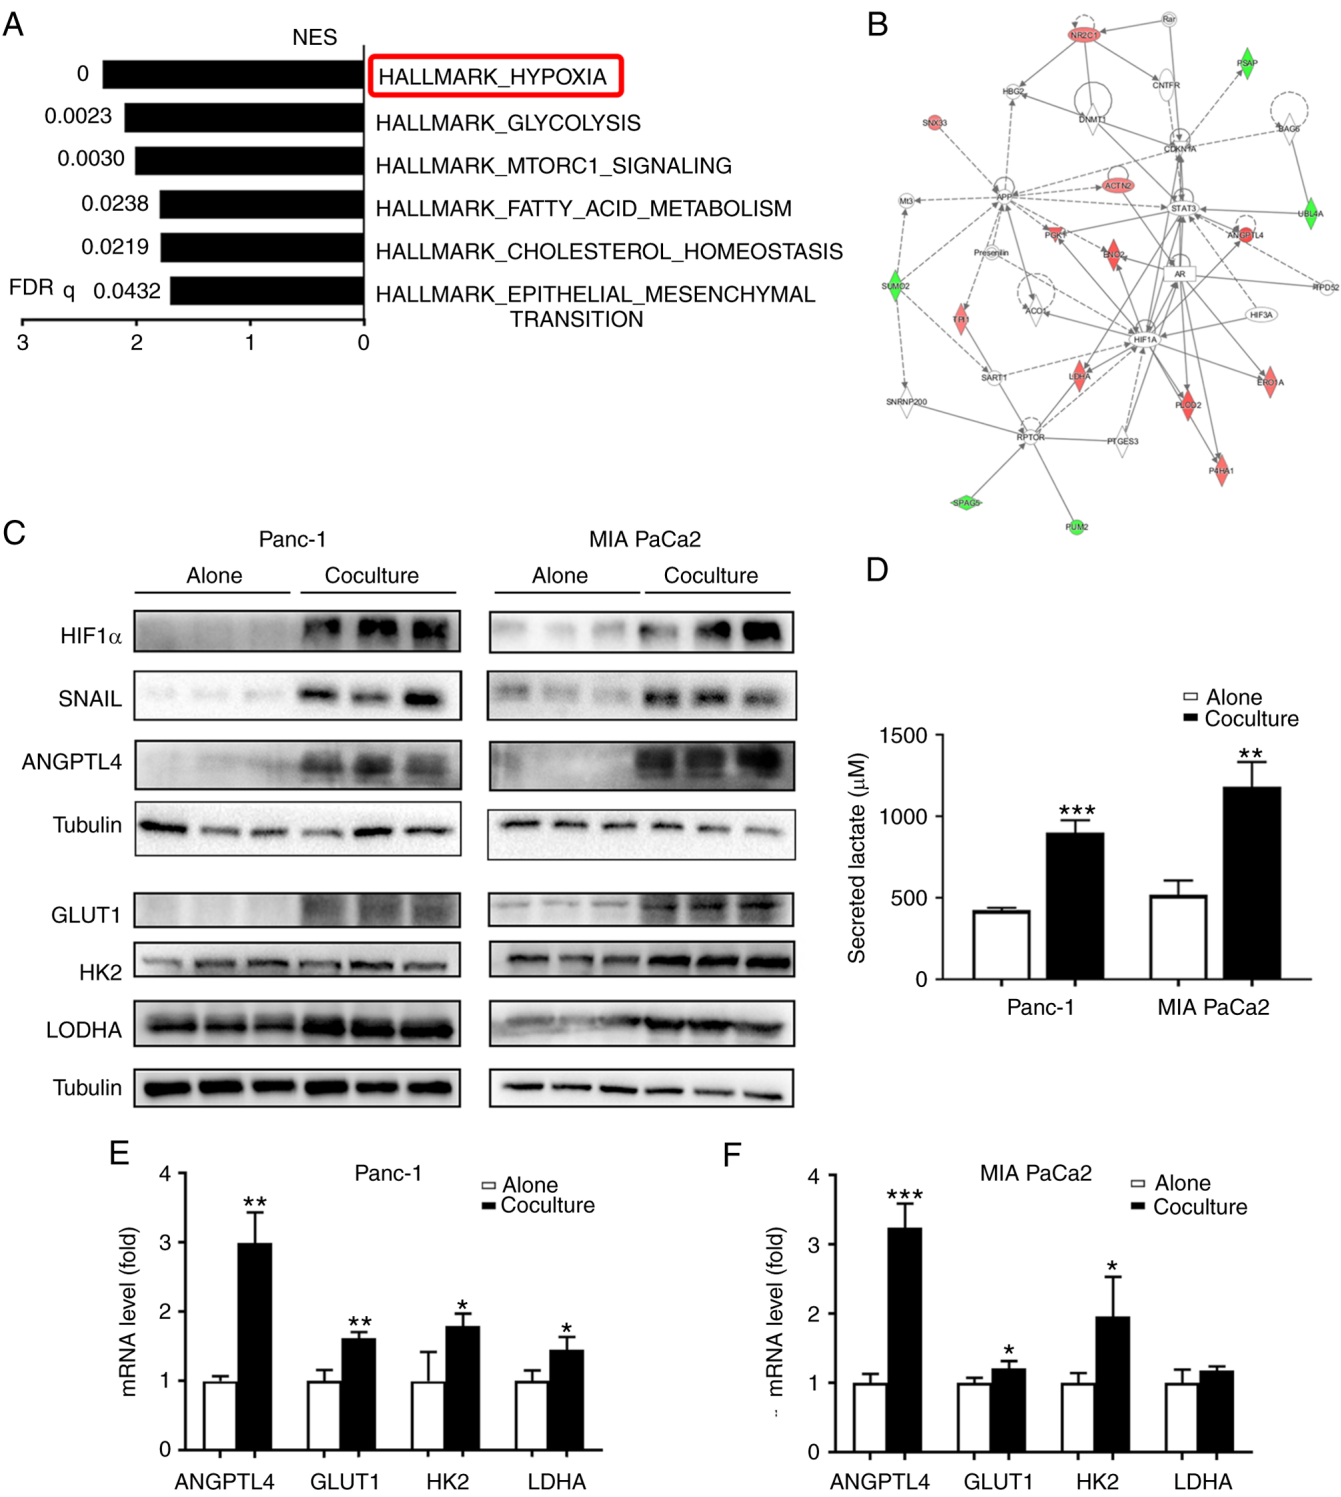 A
NES
0 HALLMARK_HYPOXIA
0.0023 HALLMARK_GLYCOLYSIS
0.0030 HALLMARK_MTORC1_SIGNALING
0.0238 HALLMARK_FATTY_ACID_METABOLISM
0.0219 HALLMARK_CHOLESTEROL_HOMEOSTASIS
FDR q 0.0432 HALLMARK_EPITHELIAL_MESENCHYMAL
TRANSITION
3 2 1 0
B
Rar
NR2C1
PSAP
CNTFR
HBG2
SNX33
DNMT1
BAG6
CDKN1A
ACTN2
APP
Mt3
STAT3
UBL4A
PGK1
ANGPTL4
Presenilin
ENO2
AR
SUMO2
TPD52
ACO1
TPI1
HIF3A
HIF1A
SART1
LDHA
ERO1A
SNRNP200
PLOD2
RPTOR
PTGES3
P4HA1
SPAG5
PUM2
C
Panc-1 MIA PaCa2
Alone Coculture Alone Coculture
HIF1α
SNAIL
ANGPTL4
Tubulin
GLUT1
HK2
LODHA
Tubulin
D
Alone
Coculture
Secreted lactate (μM)
1500
1000
500
0
***
**
Panc-1 MIA PaCa2
E
Panc-1
Alone
Coculture
mRNA level (fold)
4
3
2
1
0
** ** * *
ANGPTL4 GLUT1 HK2 LDHA
F
MIA PaCa2
Alone
Coculture
mRNA level (fold)
4
3
2
1
0
*** * *
ANGPTL4 GLUT1 HK2 LDHA